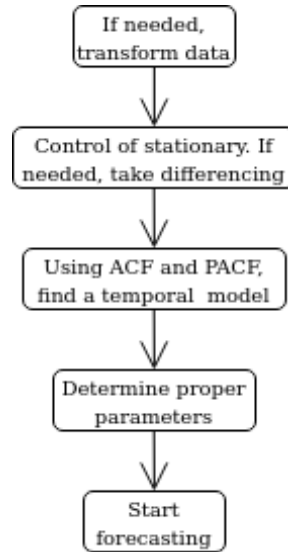 If needed,
transform data
Control of stationary. If
needed, take differencing
Using ACF and PACF,
find a temporal model
Determine proper
parameters
Start
forecasting